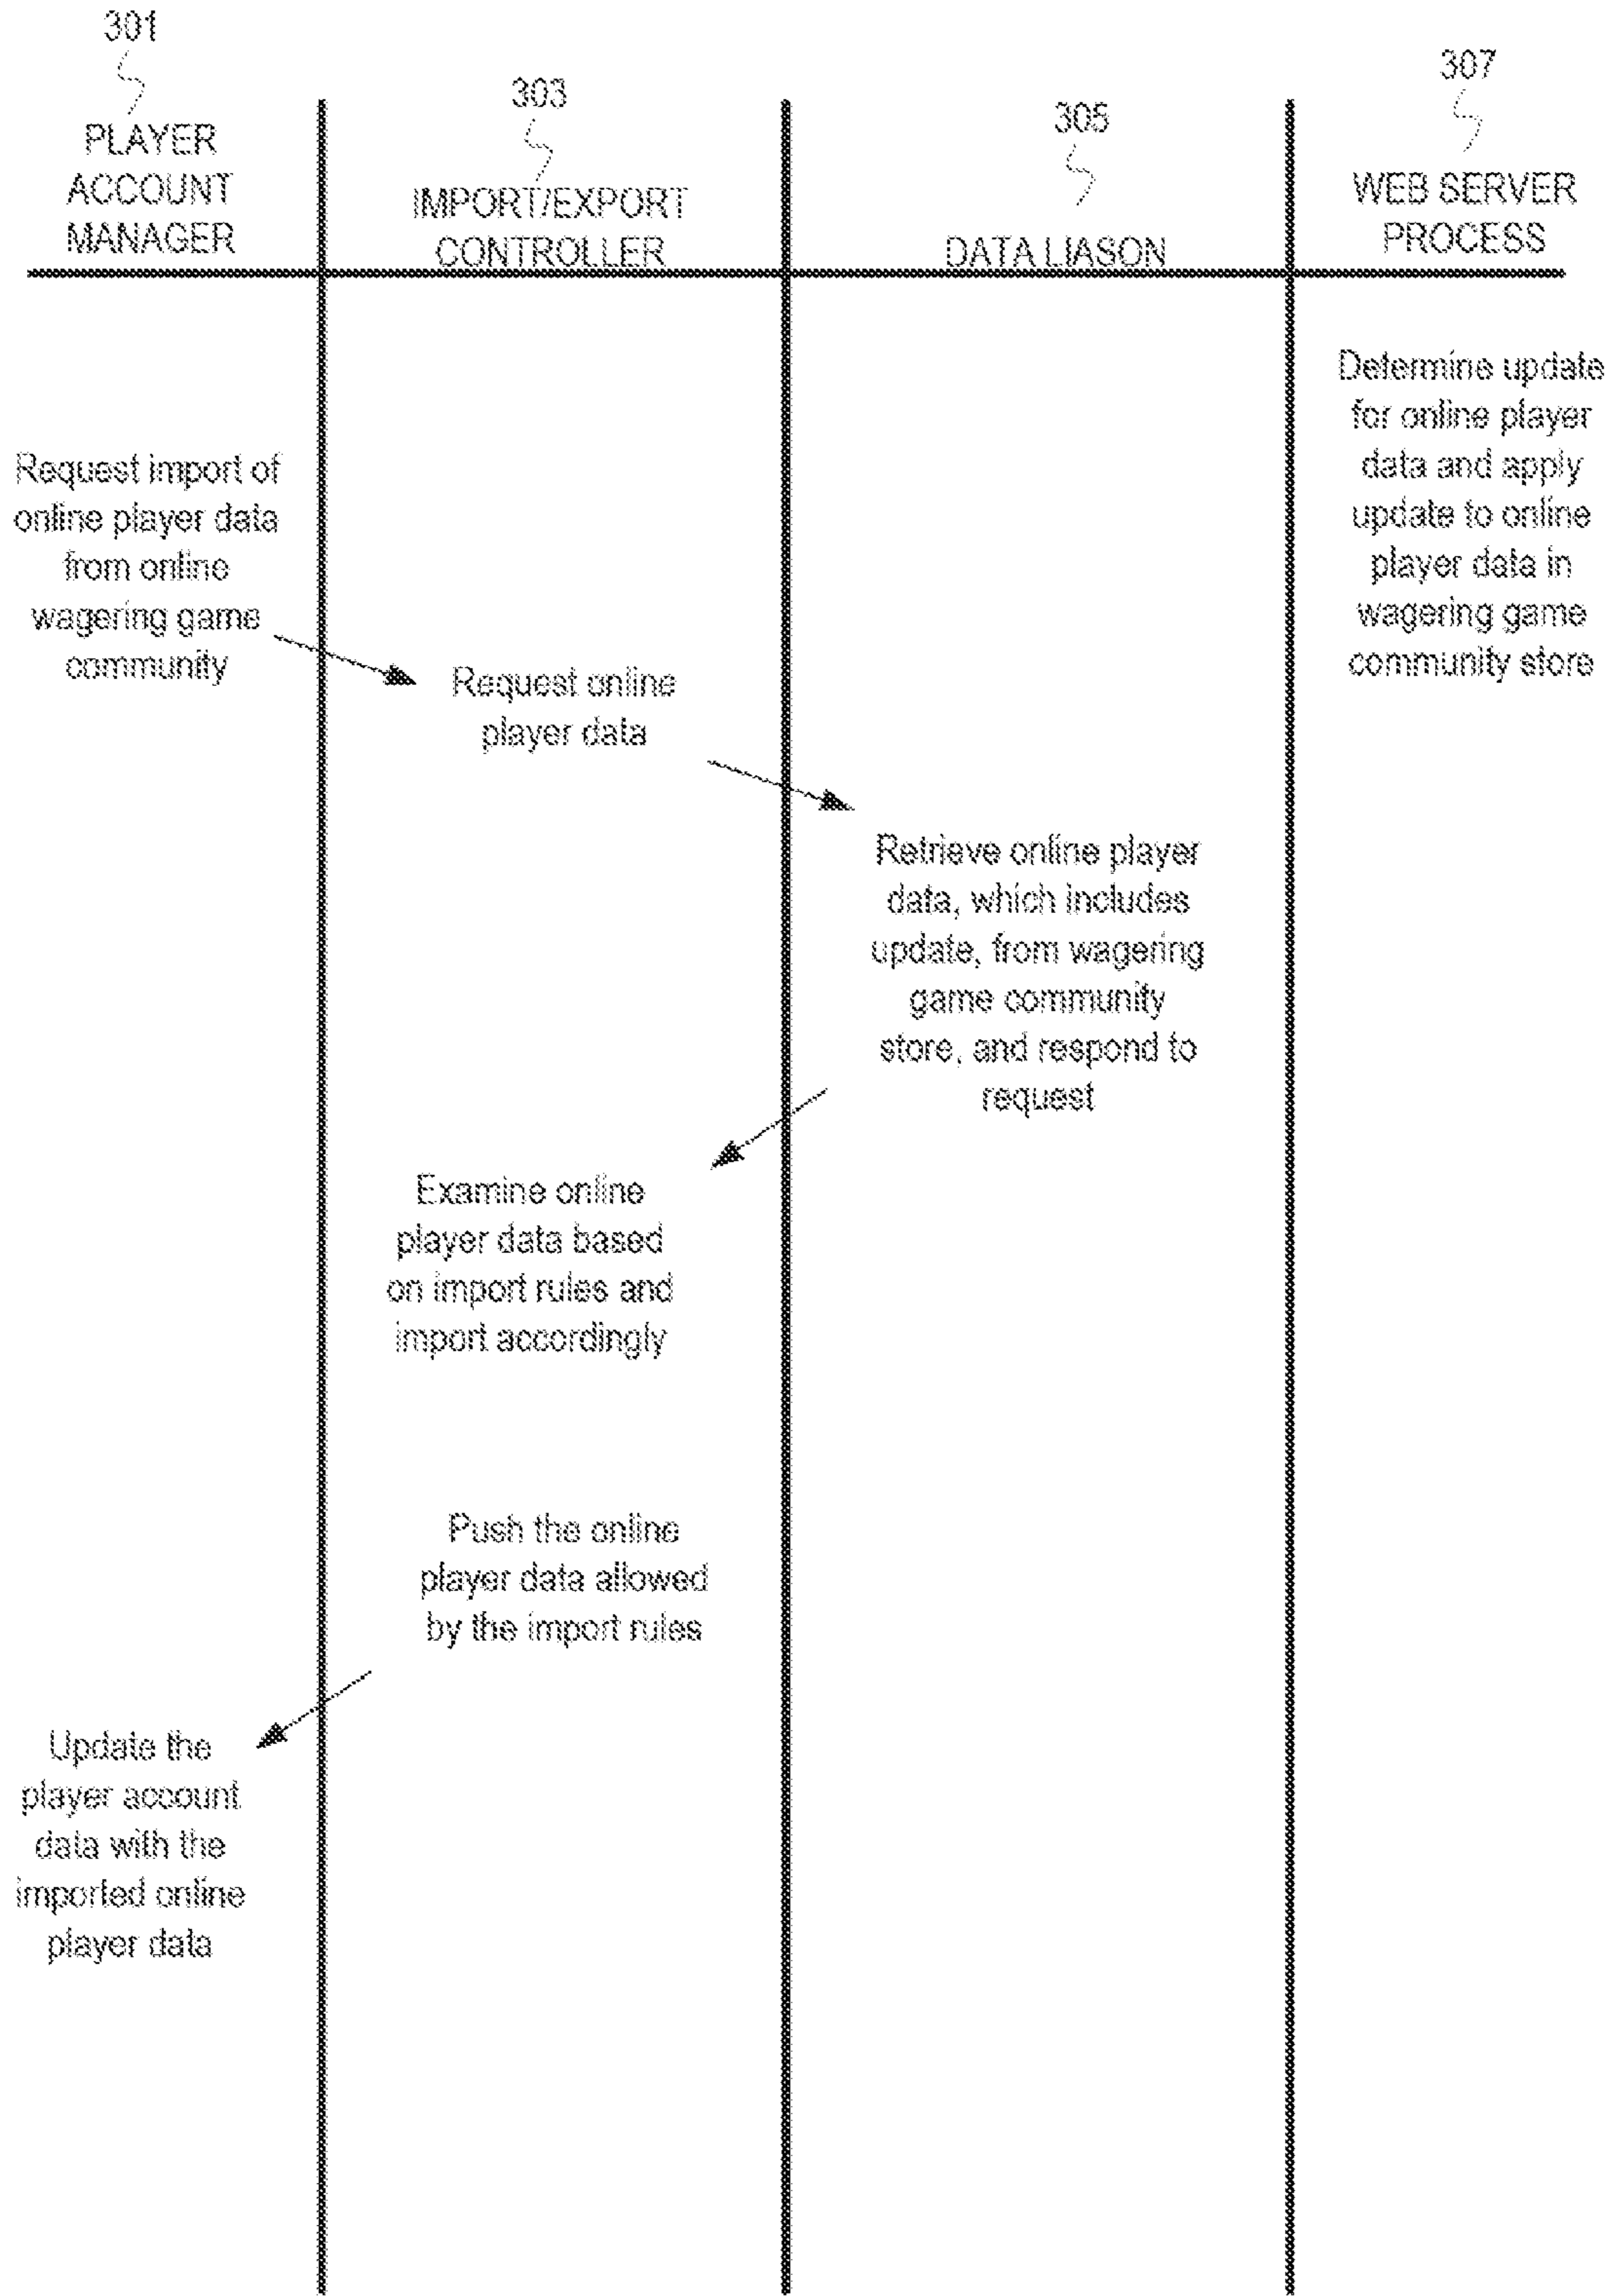 301
PLAYER
ACCOUNT
MANAGER
303
IMPORT/EXPORT
CONTROLLER
305
DATA LIASON
307
WEB SERVER
PROCESS
Determine update
for online player
data and apply
update to online
player data in
wagering game
community store
Request import of
online player data
from online
wagering game
community
Request online
player data
Retrieve online player
data, which includes
update, from wagering
game community
store, and respond to
request
Examine online
player data based
on import rules and
import accordingly
Push the online
player data allowed
by the import rules
Update the
player account
data with the
imported online
player data